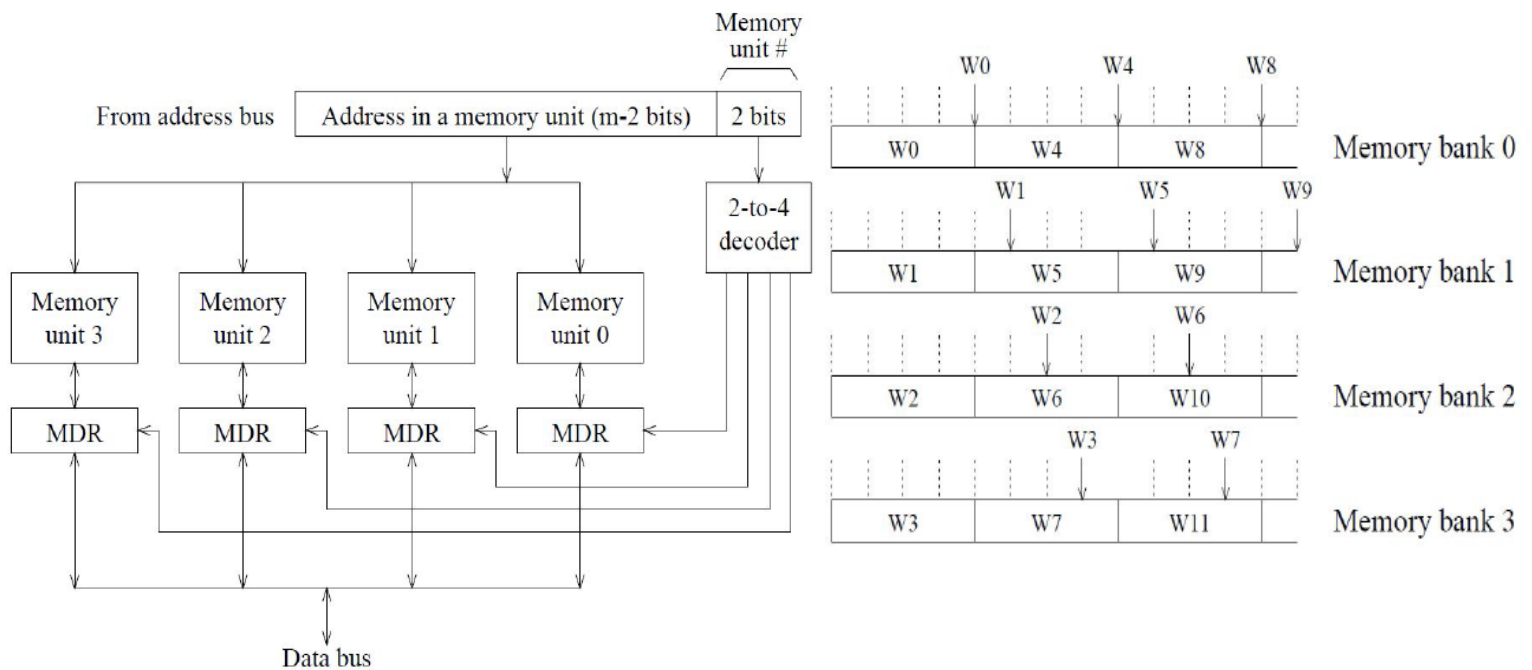 Memory
unit #
From address bus
Address in a memory unit (m-2 bits)
2 bits
2-to-4
decoder
Memory
unit 3
Memory
unit 2
Memory
unit 1
Memory
unit 0
MDR
MDR
MDR
MDR
Data bus
W0 W4 W8
W0 W4 W8
Memory bank 0
W1 W5 W9
W1 W5 W9
Memory bank 1
W2 W6
W2 W6 W10
Memory bank 2
W3 W7
W3 W7 W11
Memory bank 3